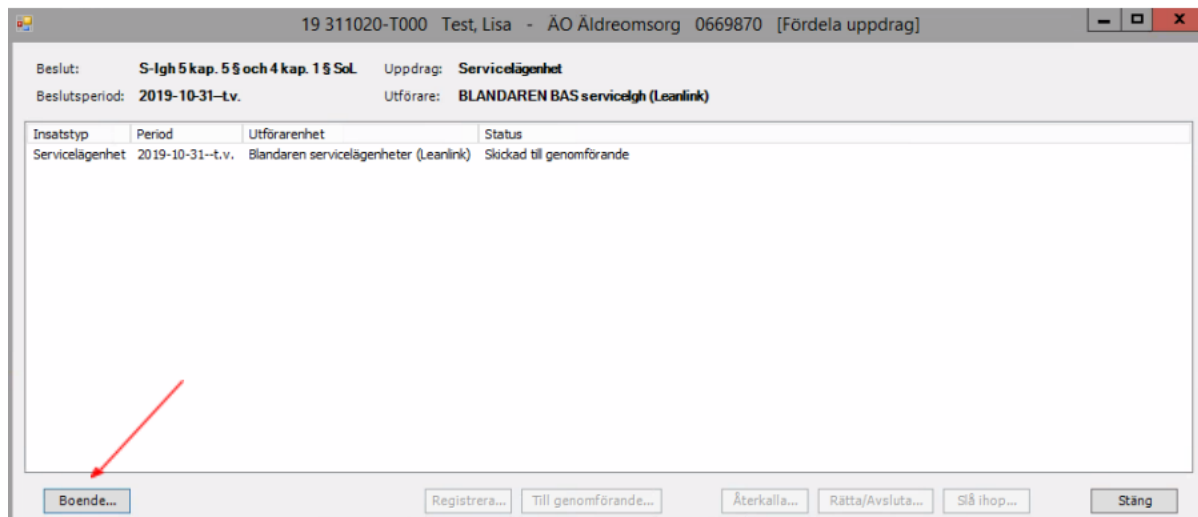 19 311020-T000 Test, Lisa - ÄO Äldreomsorg 0669870 [Fördela uppdrag]
Beslut: S-lgh 5 kap. 5 § och 4 kap. 1 § SoL Uppdrag: Servicelägenhet
Beslutsperiod: 2019-10-31--t.v. Utförare: BLANDAREN BAS servicelgh (Leanlink)
Insatstyp Period Utförarenhet Status
Servicelägenhet 2019-10-31--t.v. Blandaren servicelägenheter (Leanlink) Skickad till genomförande
Boende... Registrera... Till genomförande... Återkalla... Rätta/Avsluta... Slå ihop... Stäng